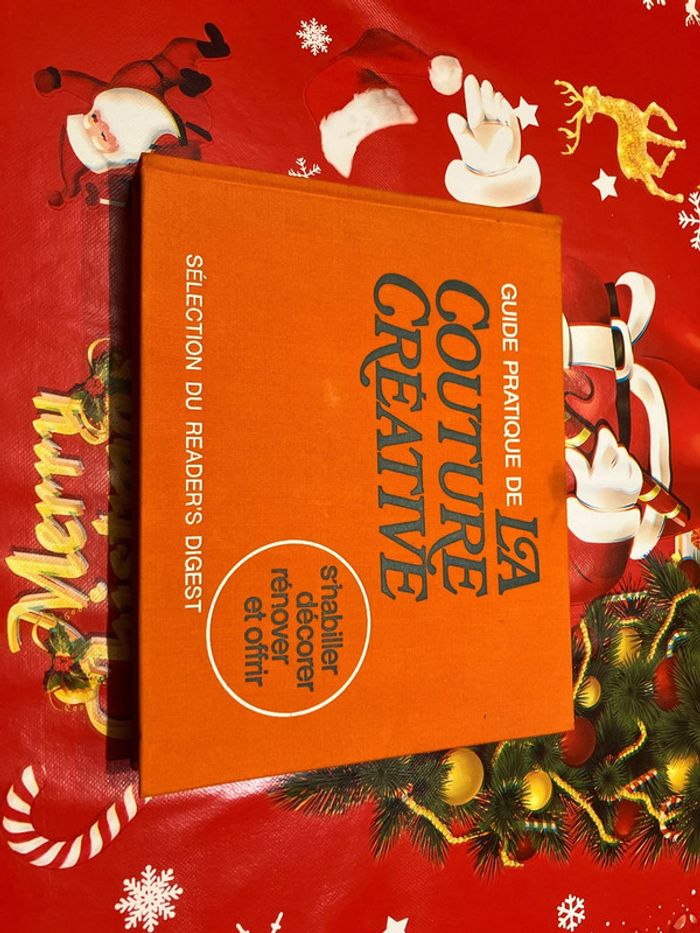 GUIDE PRATIQUE DE LA
COUTURE
CRÉATIVE
s'habiller
décorer
rénover
et offrir
SÉLECTION DU READER'S DIGEST
Merry